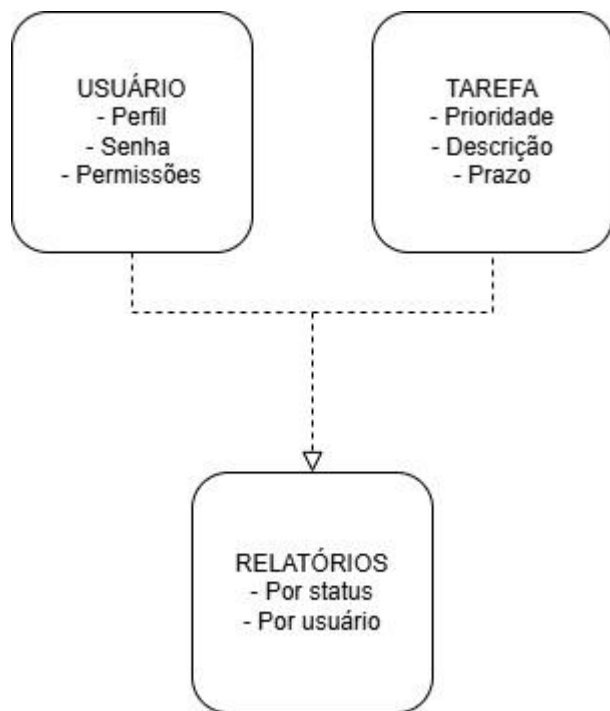 USUÁRIO
- Perfil
- Senha
- Permissões
TAREFA
- Prioridade
- Descrição
- Prazo
RELATÓRIOS
- Por status
- Por usuário